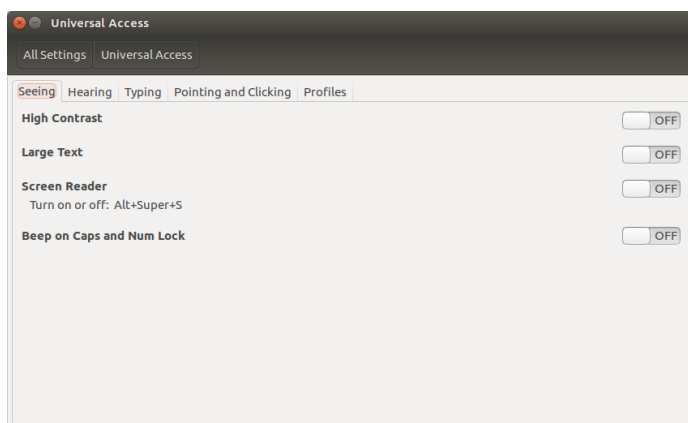 Universal Access
All Settings Universal Access
Seeing Hearing Typing Pointing and Clicking Profiles
High Contrast OFF
Large Text OFF
Screen Reader OFF
Turn on or off: Alt+Super+S
Beep on Caps and Num Lock OFF